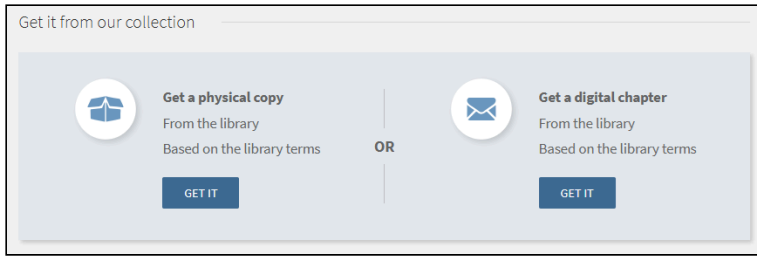 Get it from our collection
Get a physical copy
From the library
Based on the library terms
GET IT
OR
Get a digital chapter
From the library
Based on the library terms
GET IT